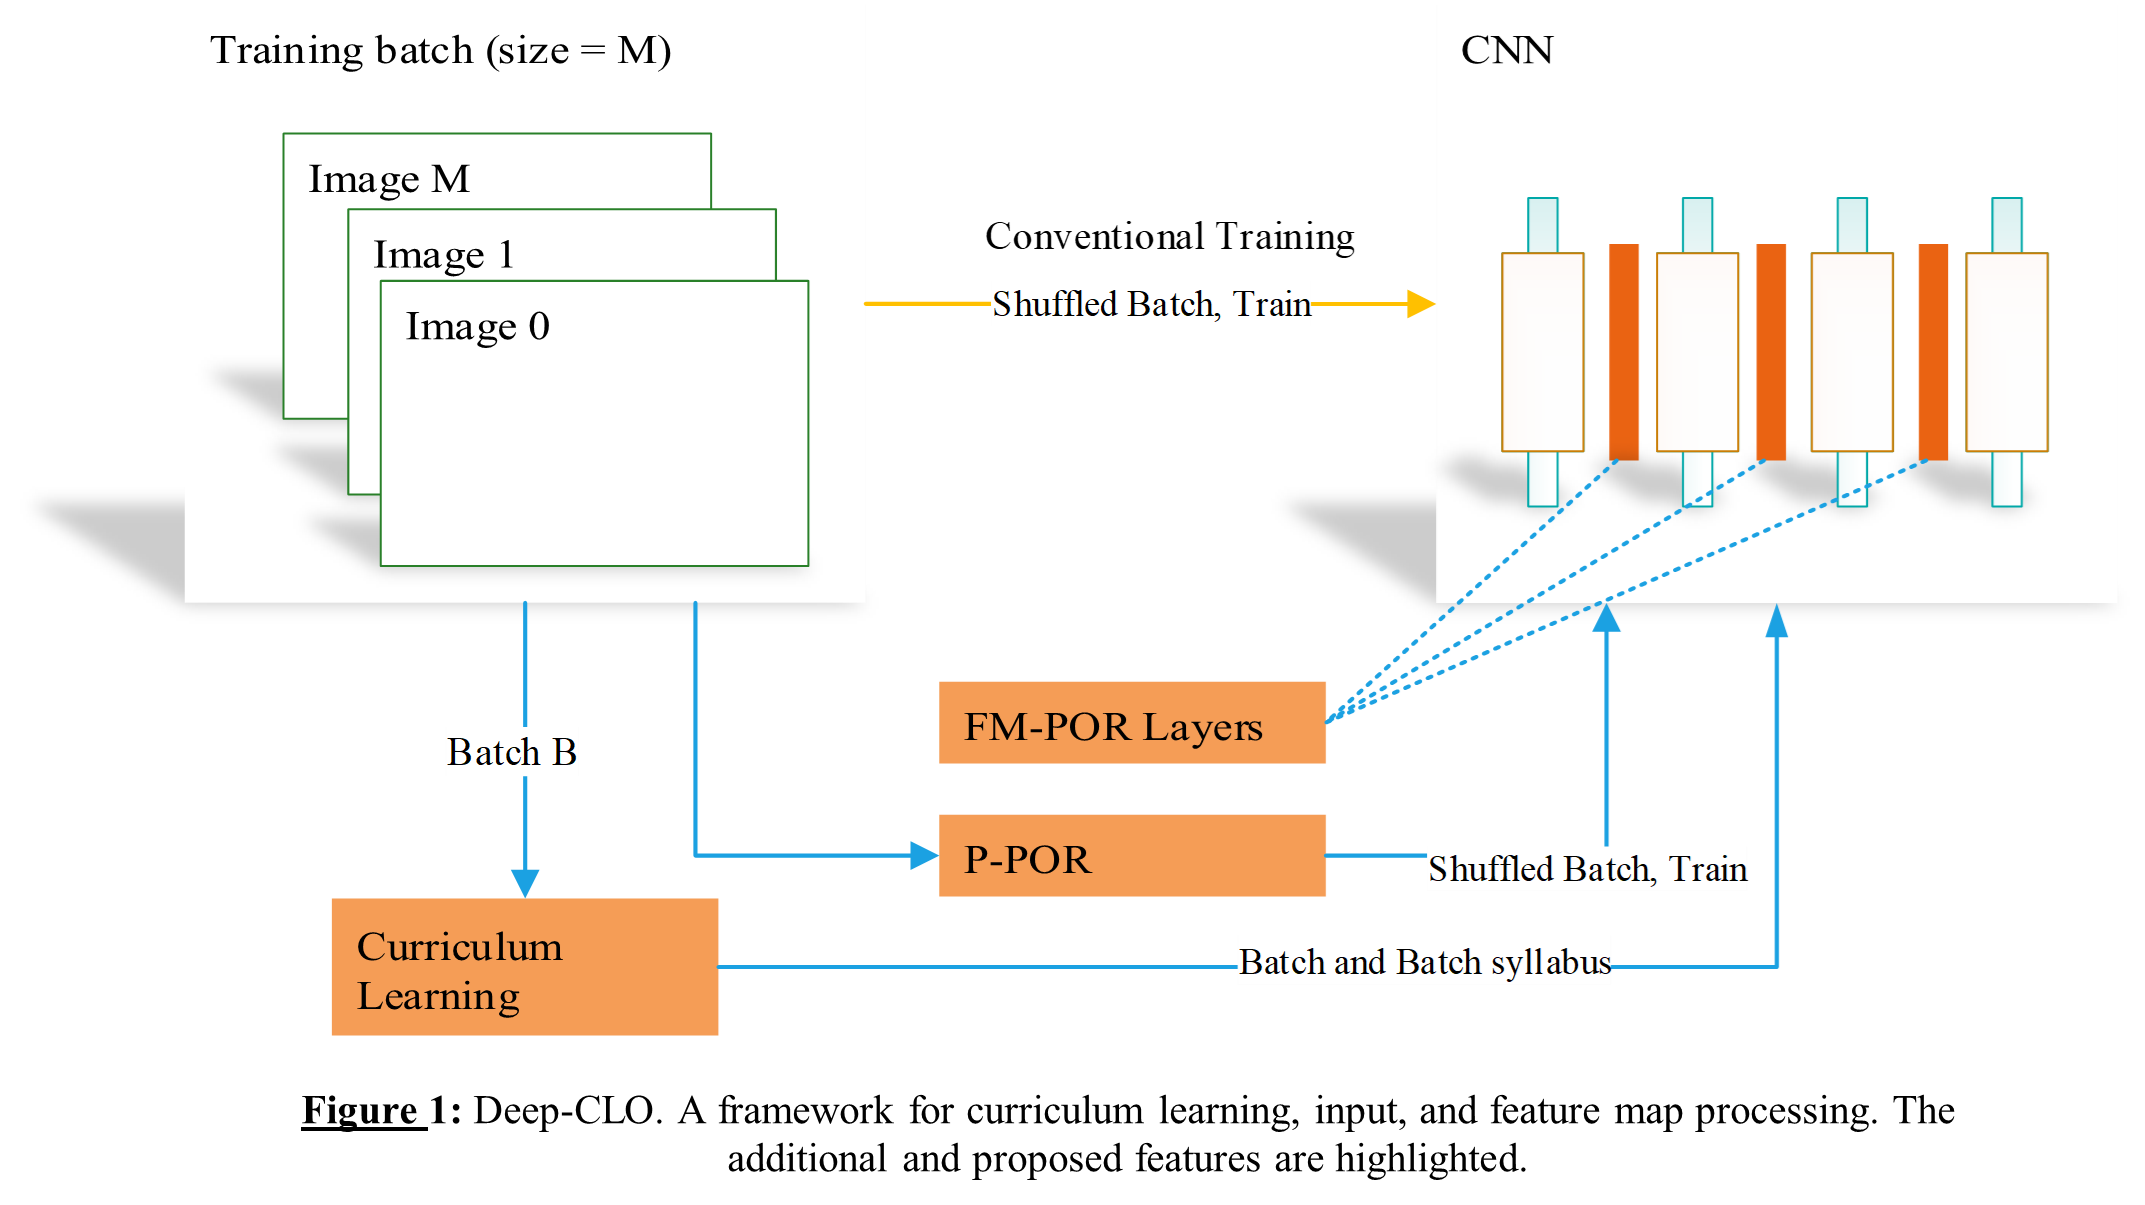 Training batch (size = M)
CNN
Image M
Image 1
Image 0
Conventional Training
Shuffled Batch, Train
FM-POR Layers
Batch B
P-POR
Shuffled Batch, Train
Curriculum
Learning
Batch and Batch syllabus
Figure 1: Deep-CLO. A framework for curriculum learning, input, and feature map processing. The
additional and proposed features are highlighted.